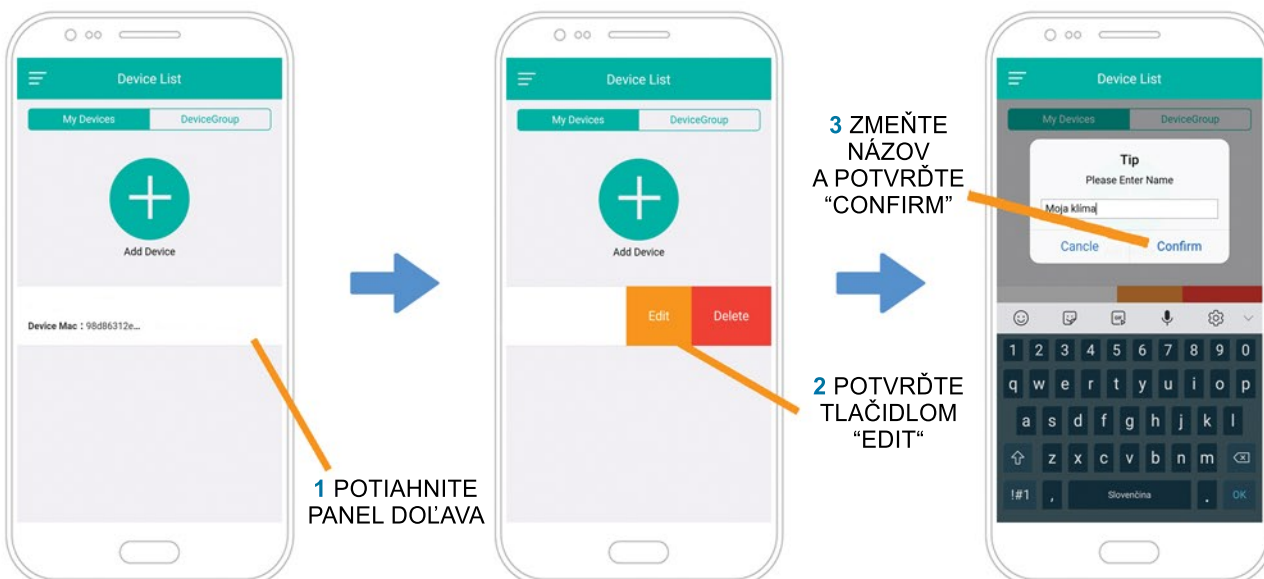 Device List
My Devices
DeviceGroup
Add Device
Device Mac : 98d86312e...
1 POTIAHNITE
PANEL DOĽAVA
Device List
My Devices
DeviceGroup
Add Device
Edit
Delete
2 POTVRĎTE
TLAČIDLOM
“EDIT“
3 ZMEŇTE
NÁZOV
A POTVRĎTE
“CONFIRM”
Device List
My Devices
DeviceGroup
Tip
Please Enter Name
Moja klíma
Cancle
Confirm
1 2 3 4 5 6 7 8 9 0
q w e r t y u i o p
a s d f g h j k l
z x c v b n m
!#1 , Slovenčina . OK